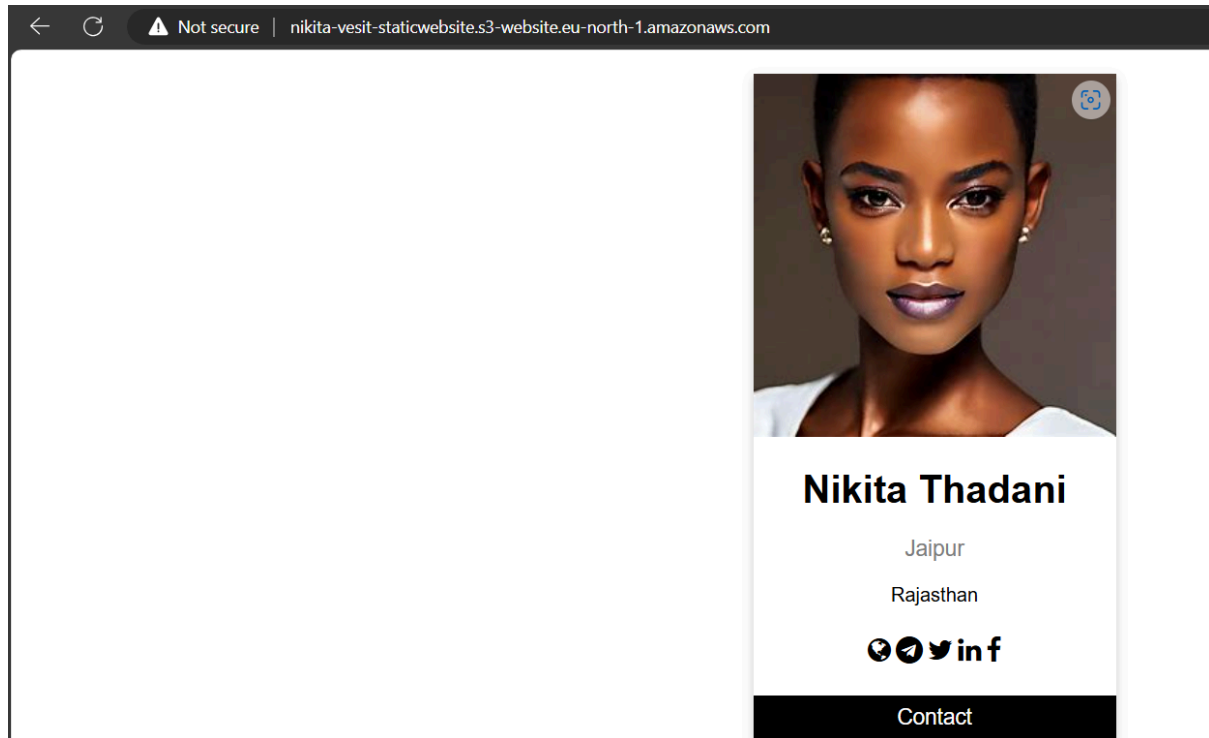 Not secure | nikita-vesit-staticwebsite.s3-website.eu-north-1.amazonaws.com
Nikita Thadani
Jaipur
Rajasthan
Contact